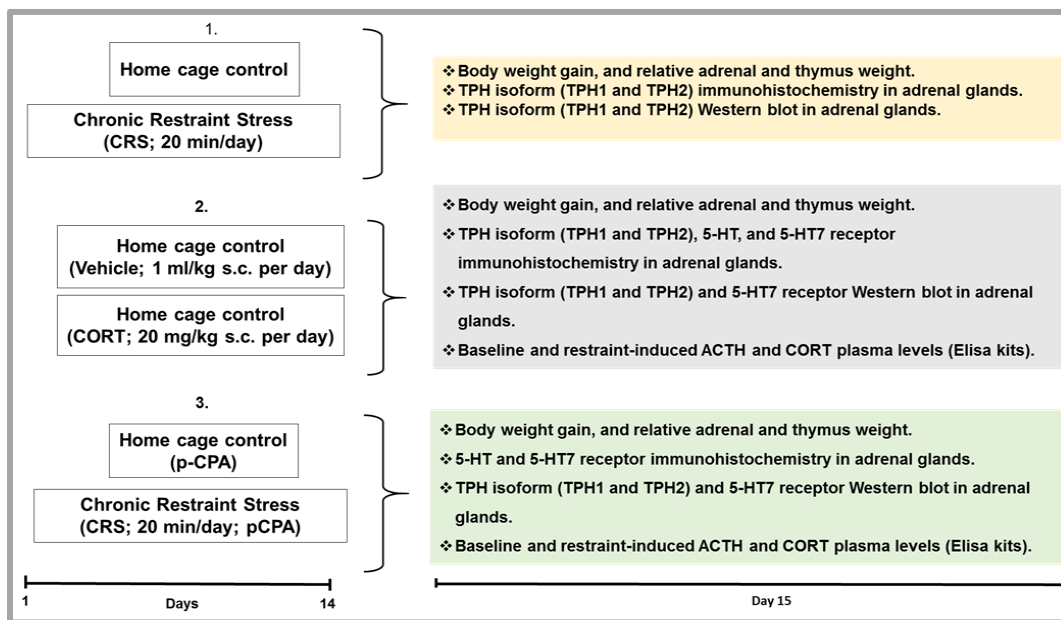 1.
Home cage control
Chronic Restraint Stress
(CRS; 20 min/day)
❖Body weight gain, and relative adrenal and thymus weight.
❖TPH isoform (TPH1 and TPH2) immunohistochemistry in adrenal glands.
❖TPH isoform (TPH1 and TPH2) Western blot in adrenal glands.
2.
Home cage control
(Vehicle; 1 ml/kg s.c. per day)
Home cage control
(CORT; 20 mg/kg s.c. per day)
❖Body weight gain, and relative adrenal and thymus weight.
❖TPH isoform (TPH1 and TPH2), 5-HT, and 5-HT7 receptor
immunohistochemistry in adrenal glands.
❖TPH isoform (TPH1 and TPH2) and 5-HT7 receptor Western blot in adrenal
glands.
❖Baseline and restraint-induced ACTH and CORT plasma levels (Elisa kits).
3.
Home cage control
(p-CPA)
Chronic Restraint Stress
(CRS; 20 min/day; pCPA)
❖Body weight gain, and relative adrenal and thymus weight.
❖5-HT and 5-HT7 receptor immunohistochemistry in adrenal glands.
❖TPH isoform (TPH1 and TPH2) and 5-HT7 receptor Western blot in adrenal
glands.
❖Baseline and restraint-induced ACTH and CORT plasma levels (Elisa kits).
1 Days 14
Day 15